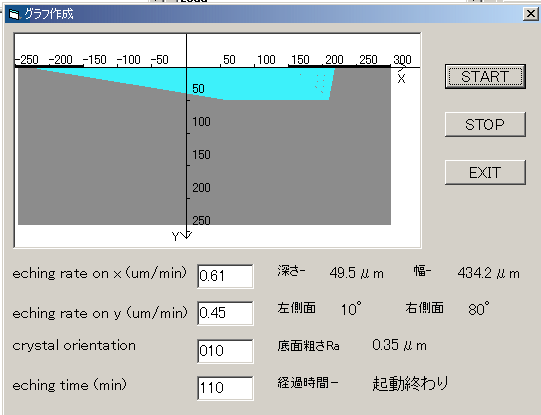 グラフ作成
-250 -200 -150 -100 -50 50 100 150 200 250 300
X
50
100
150
200
250
Y
START
STOP
EXIT
eching rate on x (um/min) 0.61 深さ- 49.5 μm 幅- 434.2 μm
eching rate on y (um/min) 0.45 左側面 10° 右側面 80°
crystal orientation 010 底面粗さRa 0.35 μm
eching time (min) 110 経過時間- 起動終わり